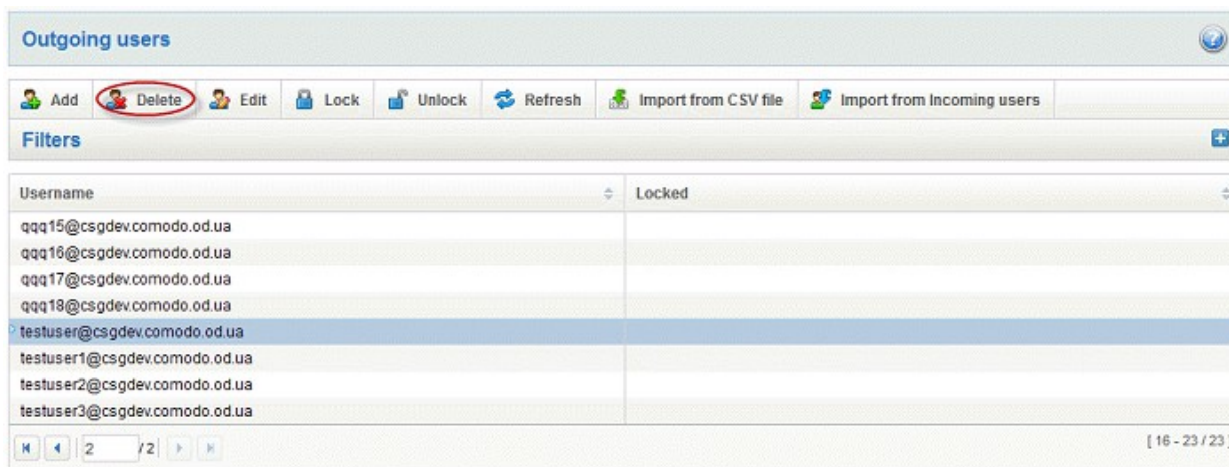 Outgoing users
Add Delete Edit Lock Unlock Refresh Import from CSV file Import from Incoming users
Filters
Username Locked
qqq15@csgdev.comodo.od.ua
qqq16@csgdev.comodo.od.ua
qqq17@csgdev.comodo.od.ua
qqq18@csgdev.comodo.od.ua
testuser@csgdev.comodo.od.ua
testuser1@csgdev.comodo.od.ua
testuser2@csgdev.comodo.od.ua
testuser3@csgdev.comodo.od.ua
2 / 2 [ 16 - 23 / 23 ]